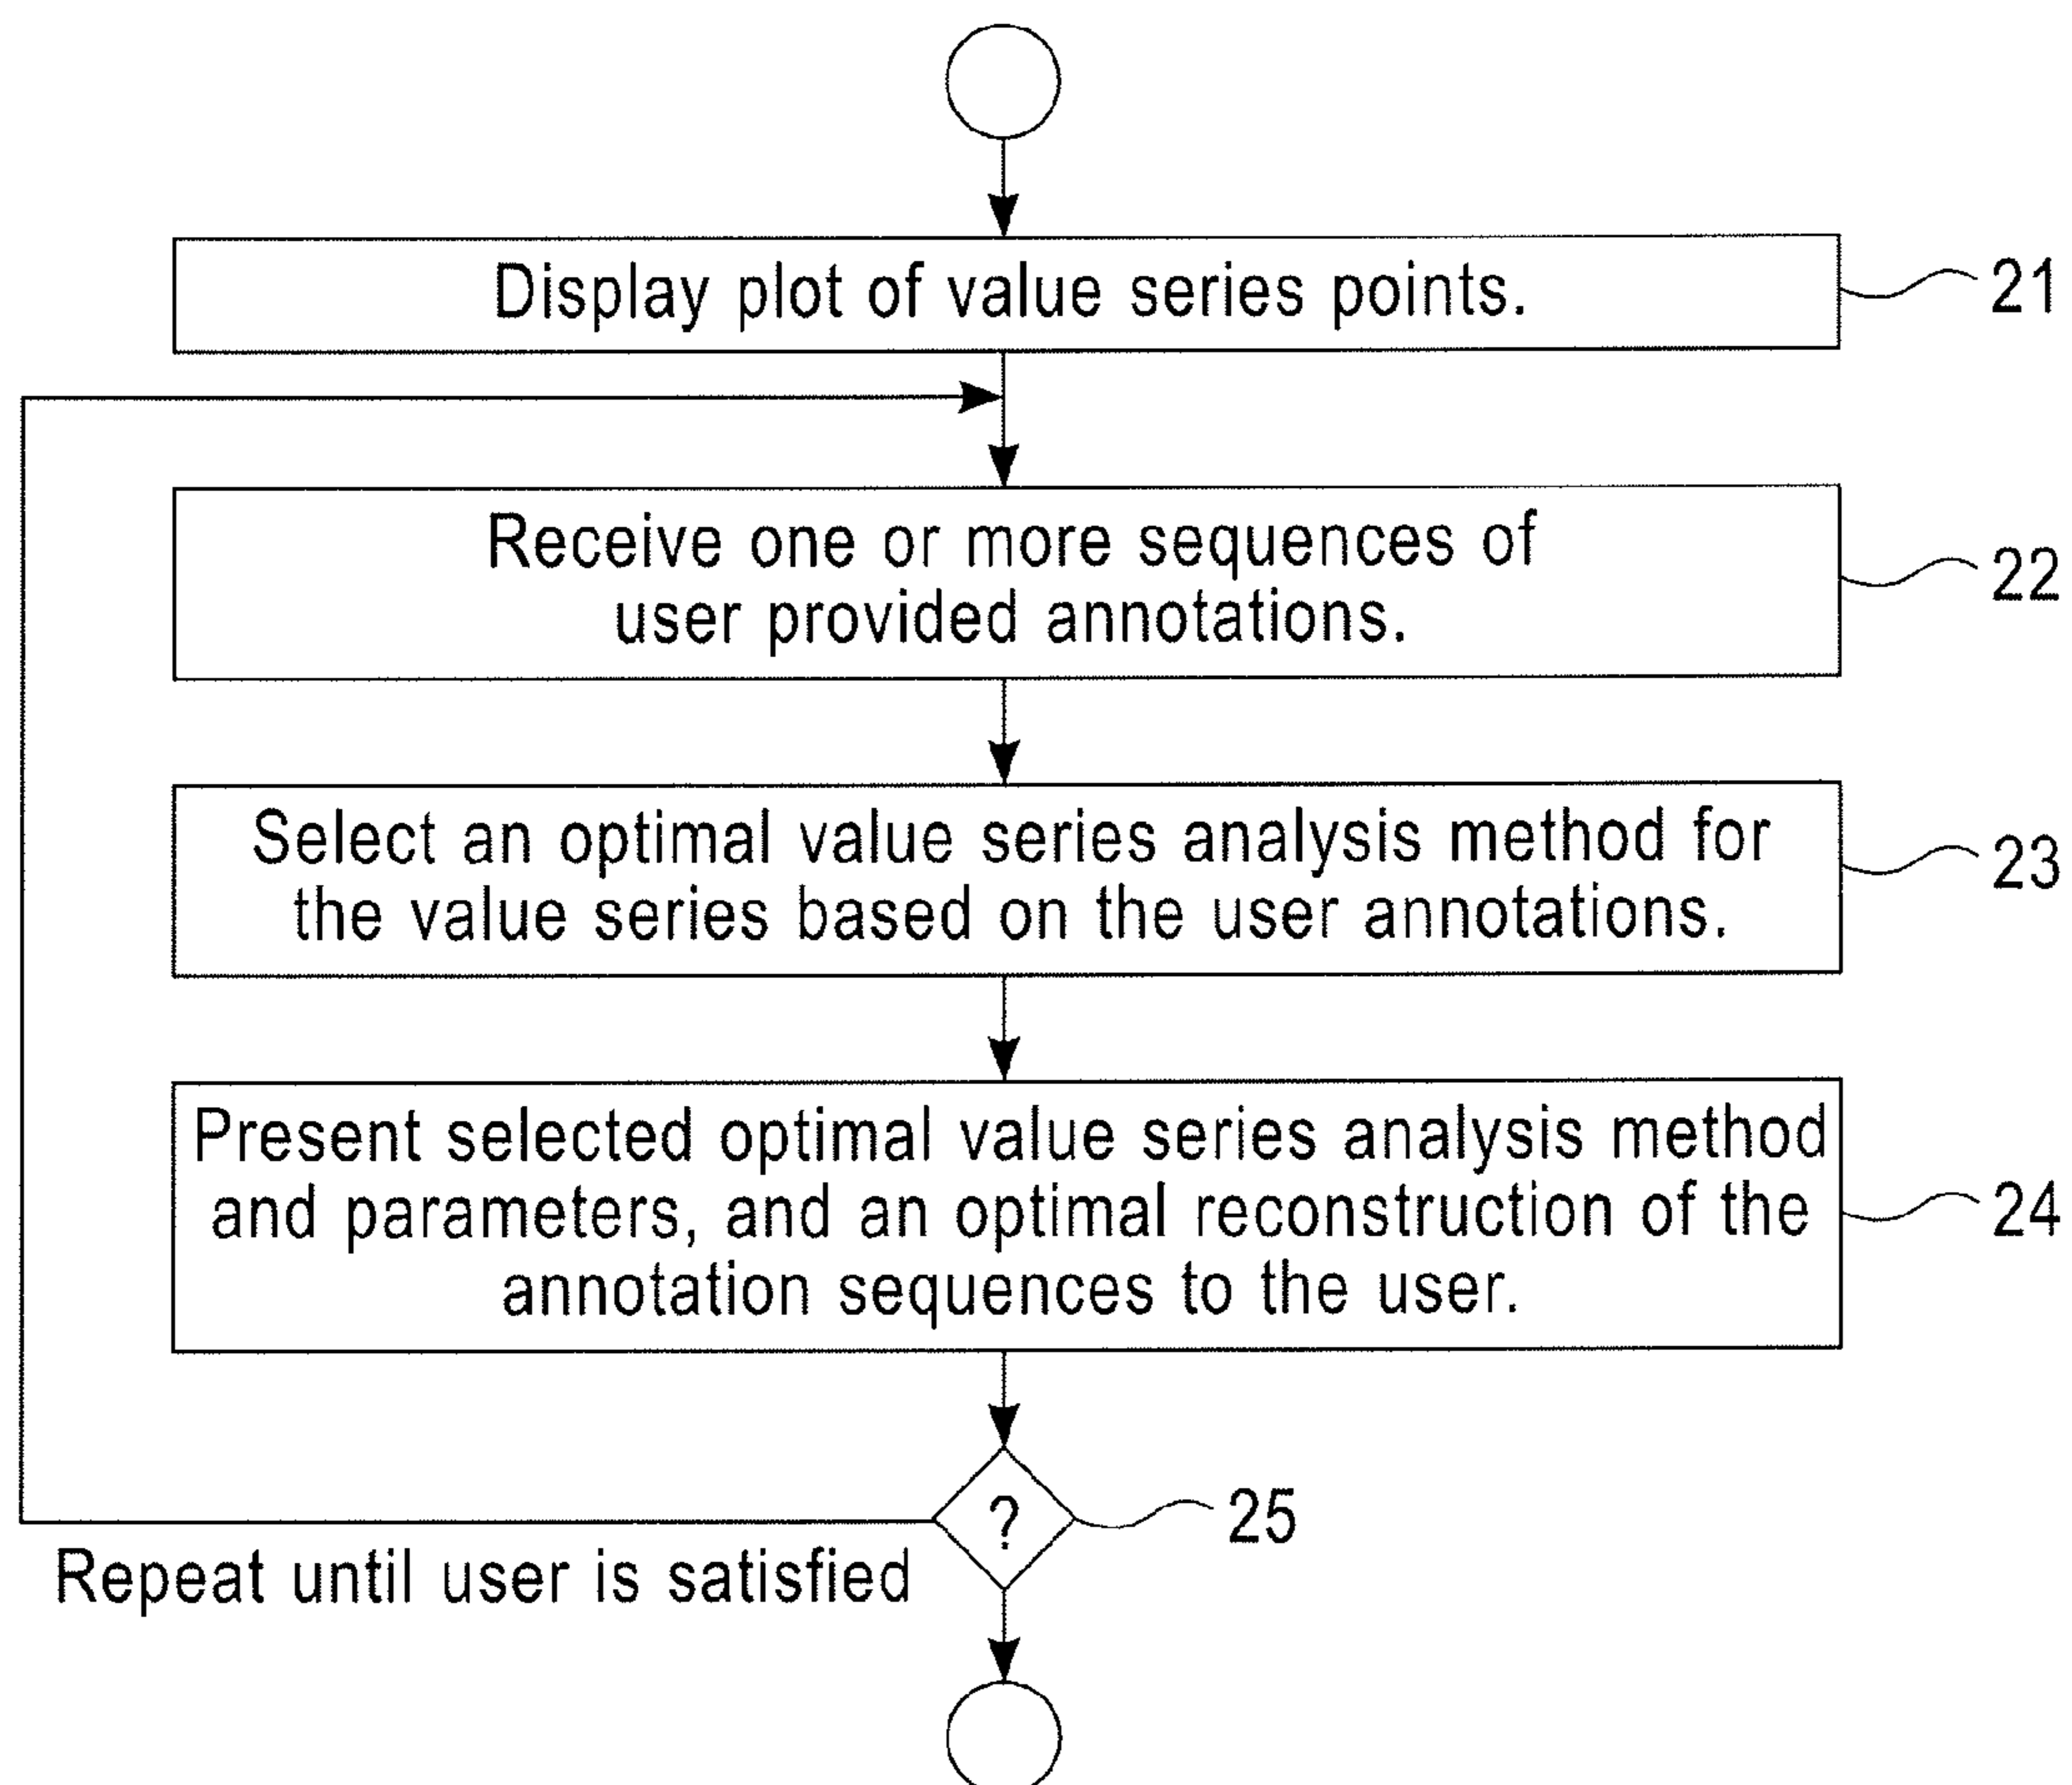 Display plot of value series points.
21
Receive one or more sequences of
user provided annotations.
22
Select an optimal value series analysis method for
the value series based on the user annotations.
23
Present selected optimal value series analysis method
and parameters, and an optimal reconstruction of the
annotation sequences to the user.
24
?
25
Repeat until user is satisfied